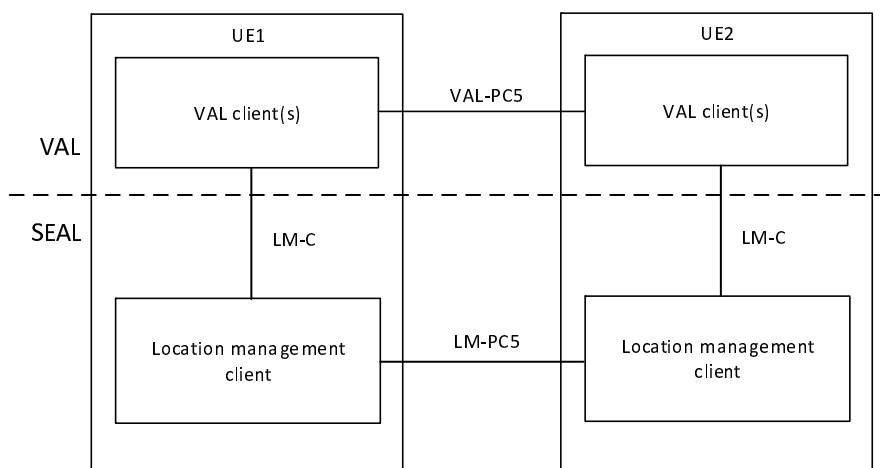 UE1
UE2
VAL client(s)
VAL-PC5
VAL client(s)
VAL
SEAL
LM-C
LM-C
Location management
client
LM-PC5
Location management
client